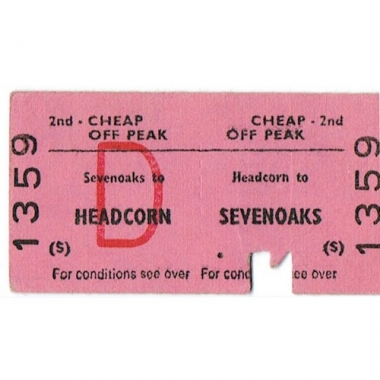 2nd - CHEAP
OFF PEAK
Sevenoaks to
HEADCORN
(S)
For conditions see over
D
1359
CHEAP - 2nd
OFF PEAK
Headcorn to
SEVENOAKS
(S)
For cond ee over
1359